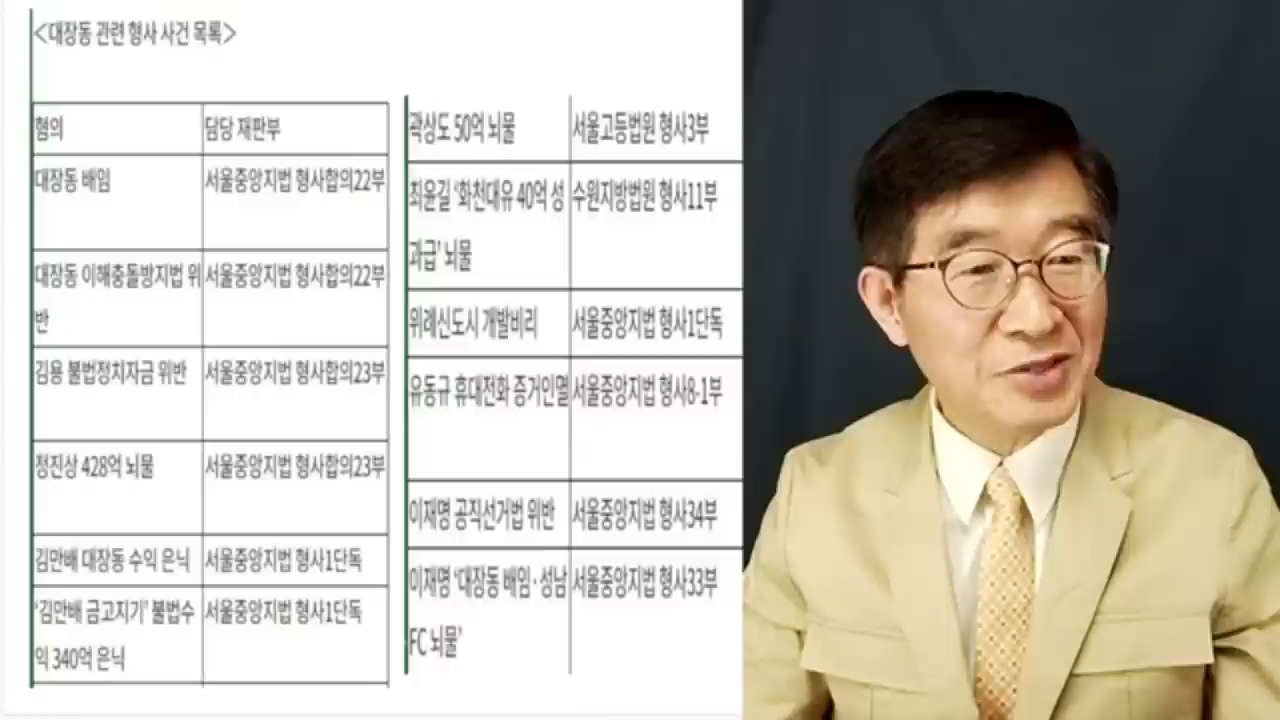 <대장동 관련 형사 사건 목록>
혐의 담당 재판부
대장동 배임 서울중앙지법 형사합의22부
대장동 이해충돌방지법 위 서울중앙지법 형사합의22부
반
김용 불법정치자금 위반 서울중앙지법 형사합의23부
정진상 428억 뇌물 서울중앙지법 형사합의23부
김만배 대장동 수익 은닉 서울중앙지법 형사1단독
'김만배 금고지기' 불법수 서울중앙지법 형사1단독
익 340억 은닉
곽상도 50억 뇌물 서울고등법원 형사3부
최윤길 '화천대유 40억 성 수원지방법원 형사11부
과급' 뇌물
위례신도시 개발비리 서울중앙지법 형사1단독
유동규 휴대전화 증거인멸 서울중앙지법 형사8-1부
이재명 공직선거법 위반 서울중앙지법 형사34부
이재명 '대장동 배임·성남 서울중앙지법 형사33부
FC 뇌물'